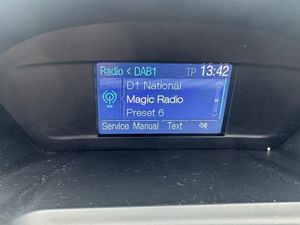 Radio < DAB1 TP 13:42
D1 National
Magic Radio
Preset 6
Service Manual Text